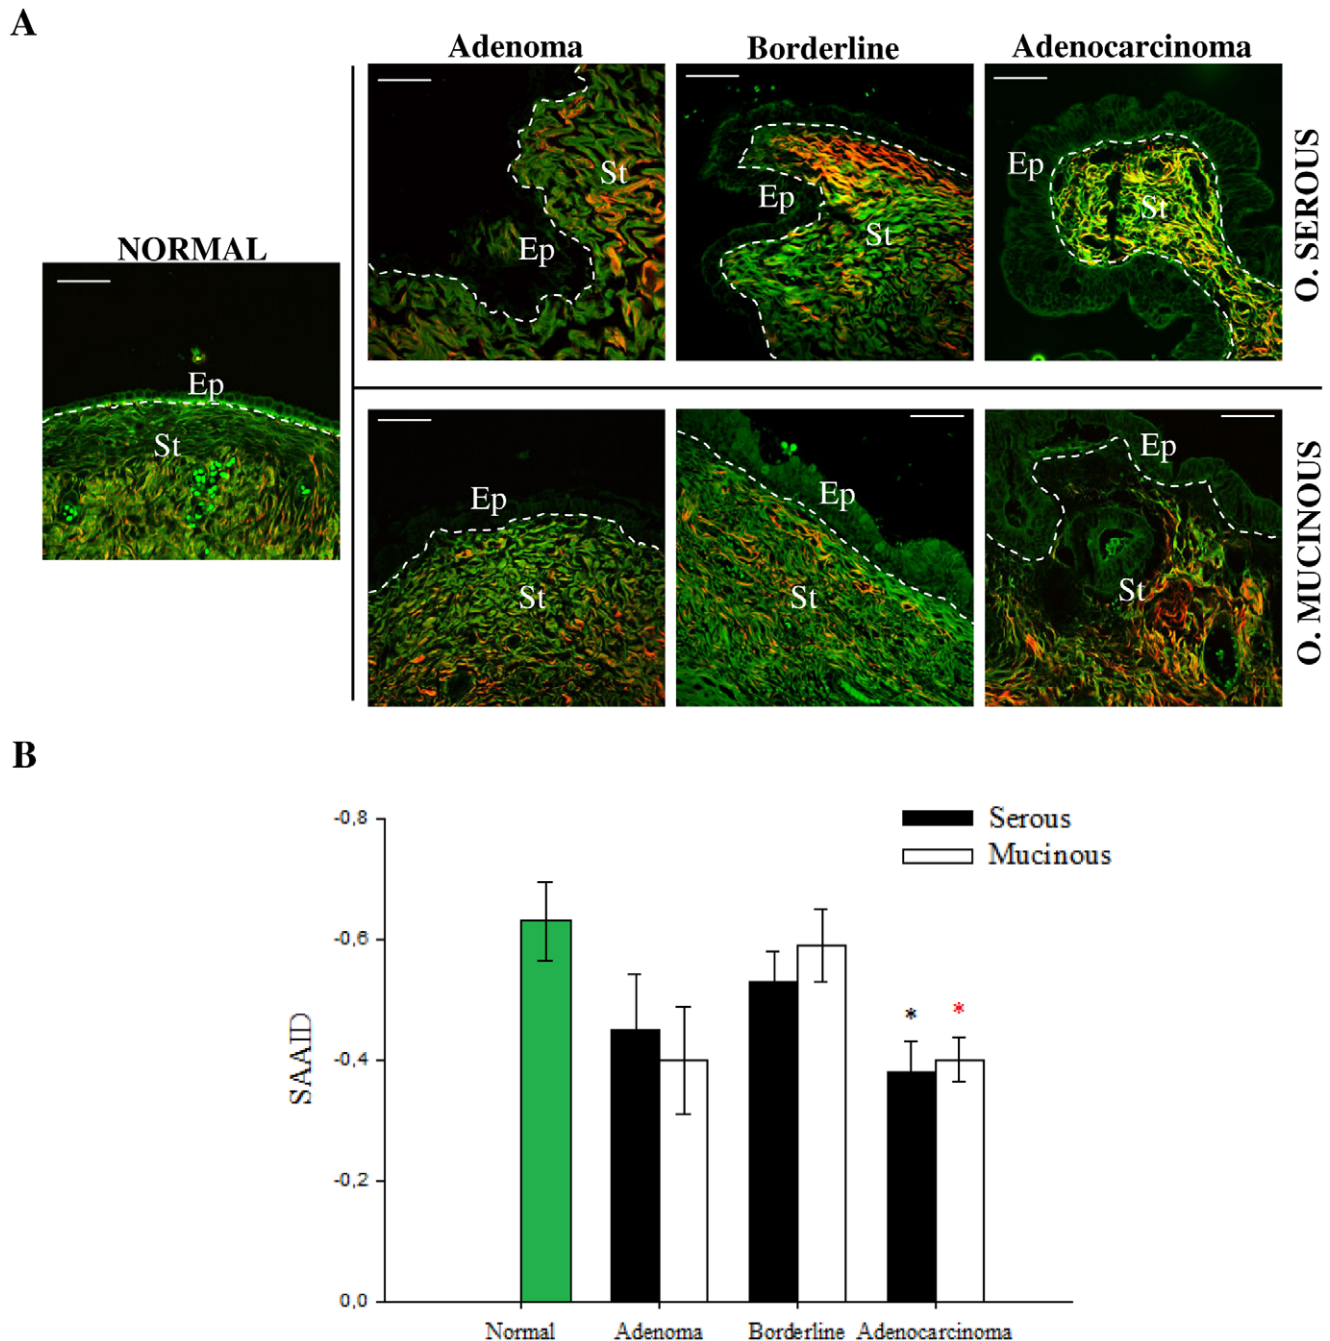 A
Adenoma Borderline Adenocarcinoma
St
Ep
Ep
St
Ep
St
O. SEROUS
NORMAL
Ep
St
Ep
St
Ep
St
Ep
St
O. MUCINOUS
B
-0,8
-0,6
-0,4
-0,2
0,0
SAAID
Serous
Mucinous
*
*
Normal Adenoma Borderline Adenocarcinoma